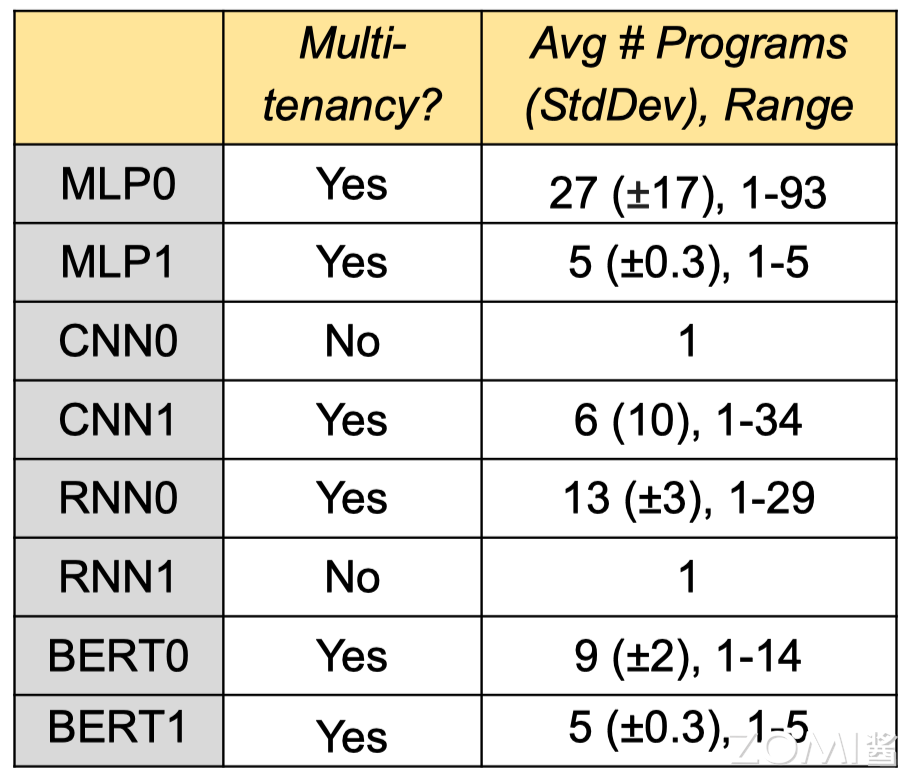 Multi-
tenancy?
Avg # Programs
(StdDev), Range
MLP0 Yes 27 (±17), 1-93
MLP1 Yes 5 (±0.3), 1-5
CNN0 No 1
CNN1 Yes 6 (10), 1-34
RNN0 Yes 13 (±3), 1-29
RNN1 No 1
BERT0 Yes 9 (±2), 1-14
BERT1 Yes 5 (±0.3), 1-5
ZOMI酱